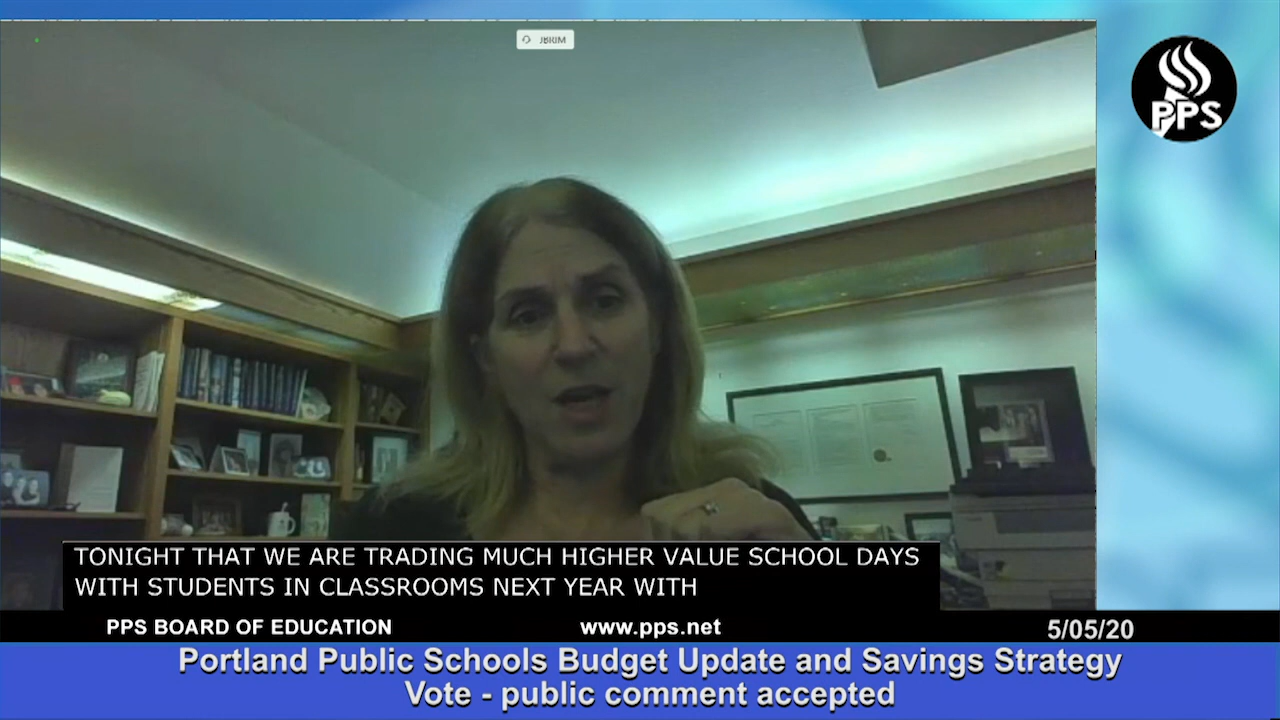 PPS
TONIGHT THAT WE ARE TRADING MUCH HIGHER VALUE SCHOOL DAYS
WITH STUDENTS IN CLASSROOMS NEXT YEAR WITH
PPS BOARD OF EDUCATION www.pps.net 5/05/20
Portland Public Schools Budget Update and Savings Strategy
Vote - public comment accepted